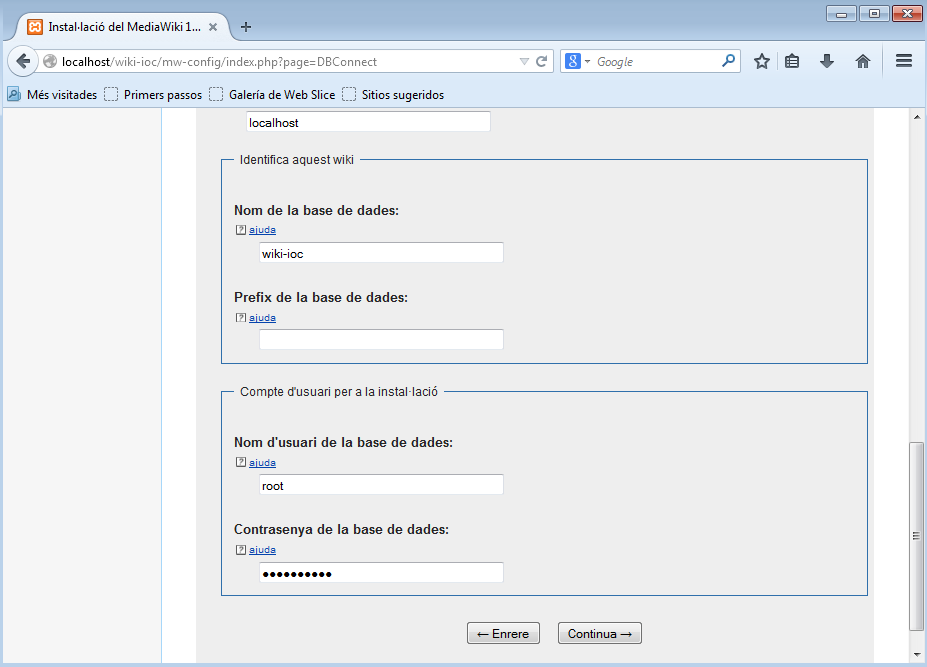 Instal·lació del MediaWiki 1...
localhost/wiki-ioc/mw-config/index.php?page=DBConnect
Google
Més visitades Primers passos Galería de Web Slice Sitios sugeridos
localhost
Identifica aquest wiki
Nom de la base de dades:
ajuda
wiki-ioc
Prefix de la base de dades:
ajuda
Compte d'usuari per a la instal·lació
Nom d'usuari de la base de dades:
ajuda
root
Contrasenya de la base de dades:
ajuda
●●●●●●●●●●
← Enrere Continua →